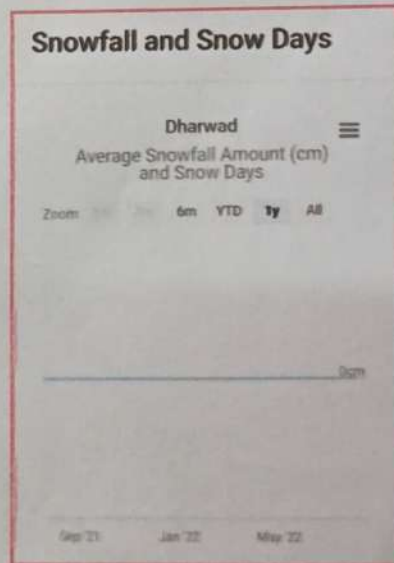 Snowfall and Snow Days
Dharwad
Average Snowfall Amount (cm)
and Snow Days
Zoom 6m YTD 1y All
0cm
Sep '21 Jan '22 May '22